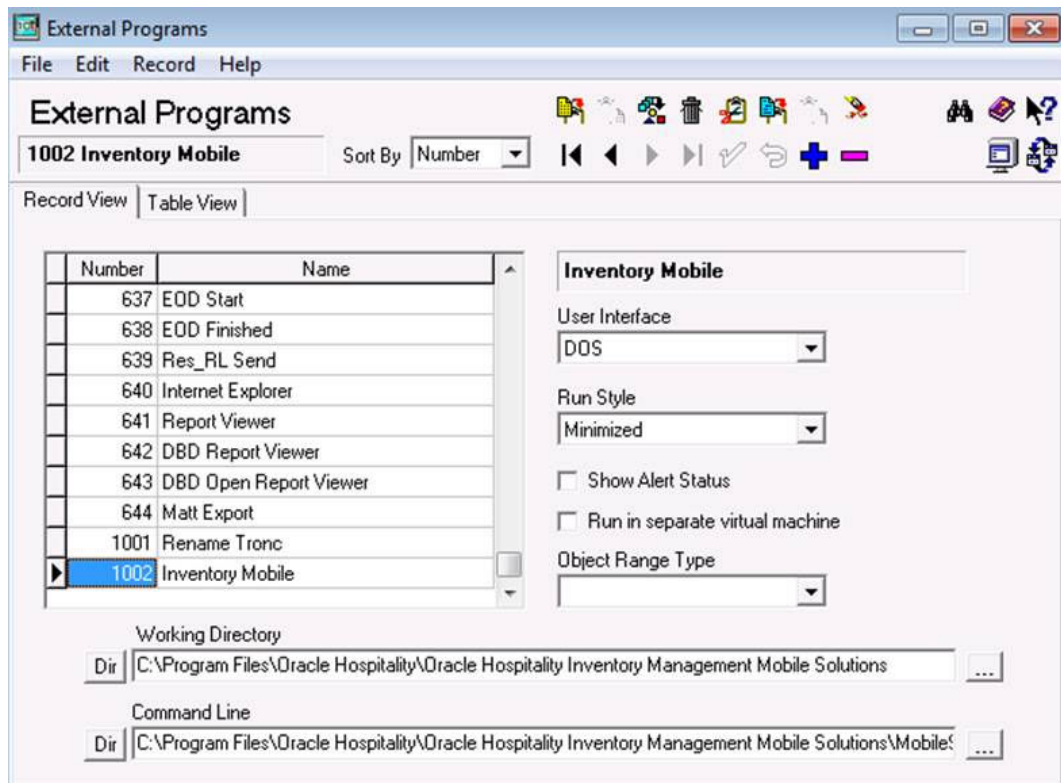 External Programs
File Edit Record Help
External Programs
1002 Inventory Mobile Sort By Number
Record View Table View
Number Name
637 EOD Start
638 EOD Finished
639 Res_RL Send
640 Internet Explorer
641 Report Viewer
642 DBD Report Viewer
643 DBD Open Report Viewer
644 Matt Export
1001 Rename Tronc
1002 Inventory Mobile
Inventory Mobile
User Interface
DOS
Run Style
Minimized
Show Alert Status
Run in separate virtual machine
Object Range Type
Working Directory
Dir C:\Program Files\Oracle Hospitality\Oracle Hospitality Inventory Management Mobile Solutions ...
Command Line
Dir C:\Program Files\Oracle Hospitality\Oracle Hospitality Inventory Management Mobile Solutions\MobileS ...